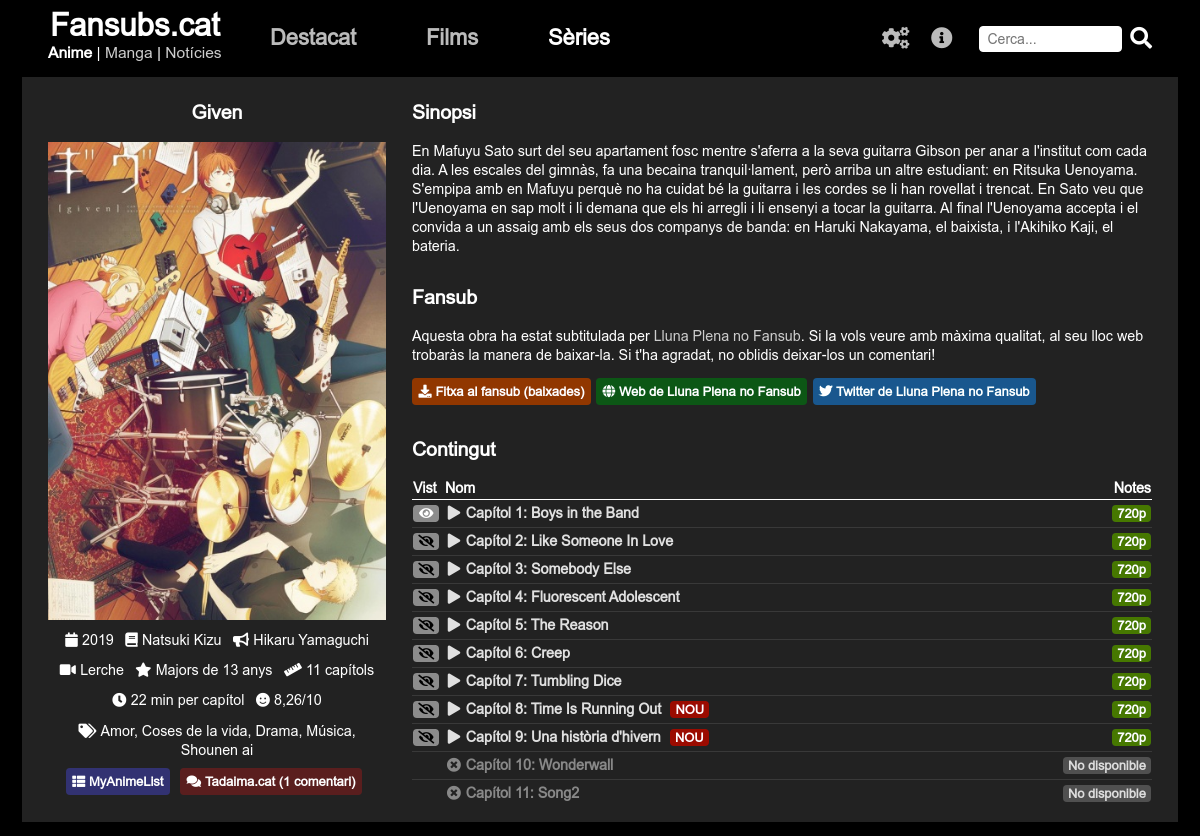 Fansubs.cat
Anime | Manga | Notícies
Destacat
Films
Sèries
Cerca...
Given
ギヴン
[given]
Marshall
2019 Natsuki Kizu Hikaru Yamaguchi
Lerche Majors de 13 anys 11 capítols
22 min per capítol 8,26/10
Amor, Coses de la vida, Drama, Música,
Shounen ai
MyAnimeList Tadaima.cat (1 comentari)
Sinopsi
En Mafuyu Sato surt del seu apartament fosc mentre s'aferra a la seva guitarra Gibson per anar a l'institut com cada
dia. A les escales del gimnàs, fa una becaina tranquil·lament, però arriba un altre estudiant: en Ritsuka Uenoyama.
S'empipa amb en Mafuyu perquè no ha cuidat bé la guitarra i les cordes se li han rovellat i trencat. En Sato veu que
l'Uenoyama en sap molt i li demana que els hi arregli i li ensenyi a tocar la guitarra. Al final l'Uenoyama accepta i el
convida a un assaig amb els seus dos companys de banda: en Haruki Nakayama, el baixista, i l'Akihiko Kaji, el
bateria.
Fansub
Aquesta obra ha estat subtitulada per Lluna Plena no Fansub. Si la vols veure amb màxima qualitat, al seu lloc web
trobaràs la manera de baixar-la. Si t'ha agradat, no oblidis deixar-los un comentari!
Fitxa al fansub (baixades) Web de Lluna Plena no Fansub Twitter de Lluna Plena no Fansub
Contingut
Vist Nom Notes
Capítol 1: Boys in the Band 720p
Capítol 2: Like Someone In Love 720p
Capítol 3: Somebody Else 720p
Capítol 4: Fluorescent Adolescent 720p
Capítol 5: The Reason 720p
Capítol 6: Creep 720p
Capítol 7: Tumbling Dice 720p
Capítol 8: Time Is Running Out NOU 720p
Capítol 9: Una història d'hivern NOU 720p
Capítol 10: Wonderwall No disponible
Capítol 11: Song2 No disponible